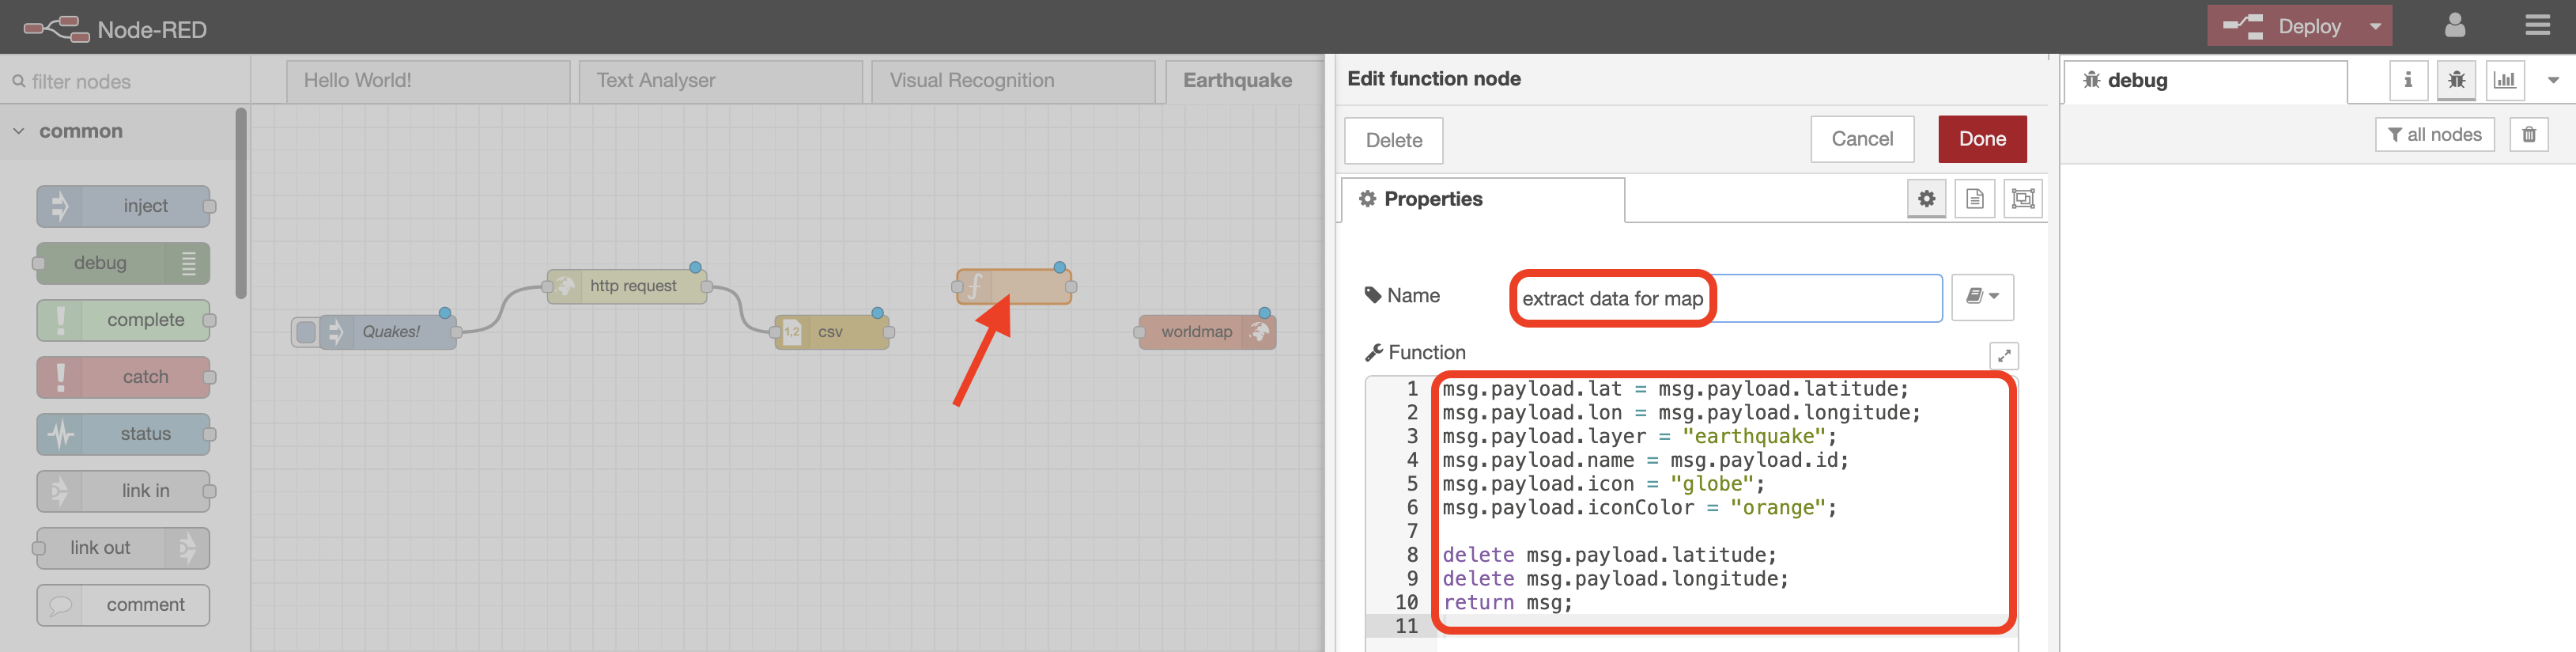 Node-RED
Deploy
filter nodes
Hello World!
Text Analyser
Visual Recognition
Earthquake
Edit function node
debug
common
Delete
Cancel
Done
all nodes
Properties
inject
debug
complete
catch
status
link in
link out
comment
http request
Quakes!
1,2
csv
worldmap
Name
extract data for map
Function
1 msg.payload.lat = msg.payload.latitude;
2 msg.payload.lon = msg.payload.longitude;
3 msg.payload.layer = "earthquake";
4 msg.payload.name = msg.payload.id;
5 msg.payload.icon = "globe";
6 msg.payload.iconColor = "orange";
7
8 delete msg.payload.latitude;
9 delete msg.payload.longitude;
10 return msg;
11